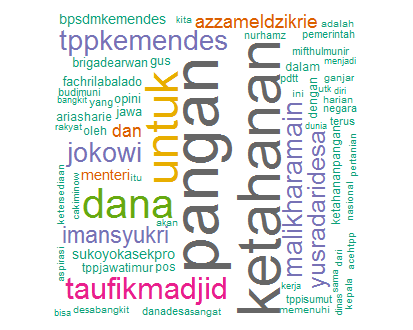 bpsdmkemendes
kita
azzameldzikrie
adalah
tppkemendes
nurhamz
pemerintah
brigadearwan
gus
mifthulmunir
menjadi
fachrilabalado
dalam
pdtt
ganjar
budimuni
bangkit
yang
opini
untuk
pangan
ketahanan
dengan
ini
utk
diri
harian
ariasharie
jawa
negara
rakyat
oleh
dan
dunia
terus
jokowi
malikharamain
yusradaridesa
ketahananpangan
nasional
pertanian
menteri
itu
ketersediaan
cakiminow
dana
akan
imansyukri
sukoyokasekpro
aspirasi
tppjawatimur
pos
taufikmadjid
kerja
sama
dari
acehtpp
tppisumut
dinas
kepala
bisa
desabangkit
danadesa
sangat
memenuhi